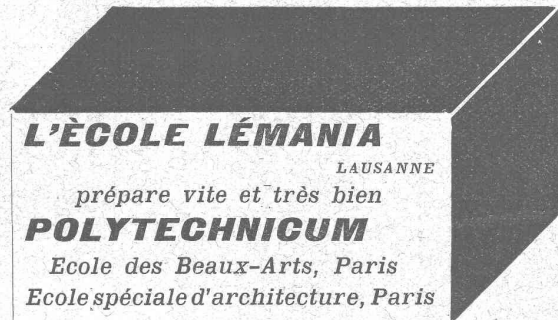 L'ÈCOLE LÉMANIA
LAUSANNE
prépare vite et très bien
POLYTECHNICUM
Ecole des Beaux-Arts, Paris
Ecole spéciale d'architecture, Paris